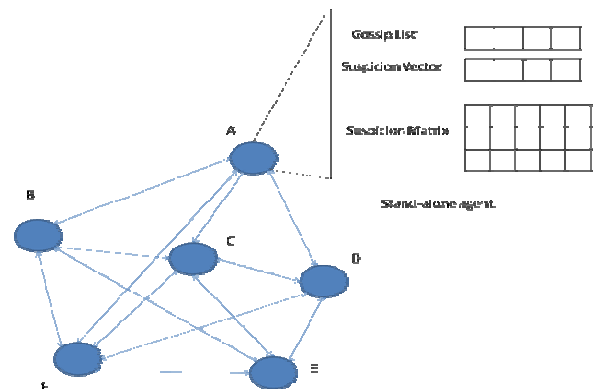 Gossip List
Suspicion Vector
A
Suspicion Matrix
B
Stand-alone agent
C
D
E